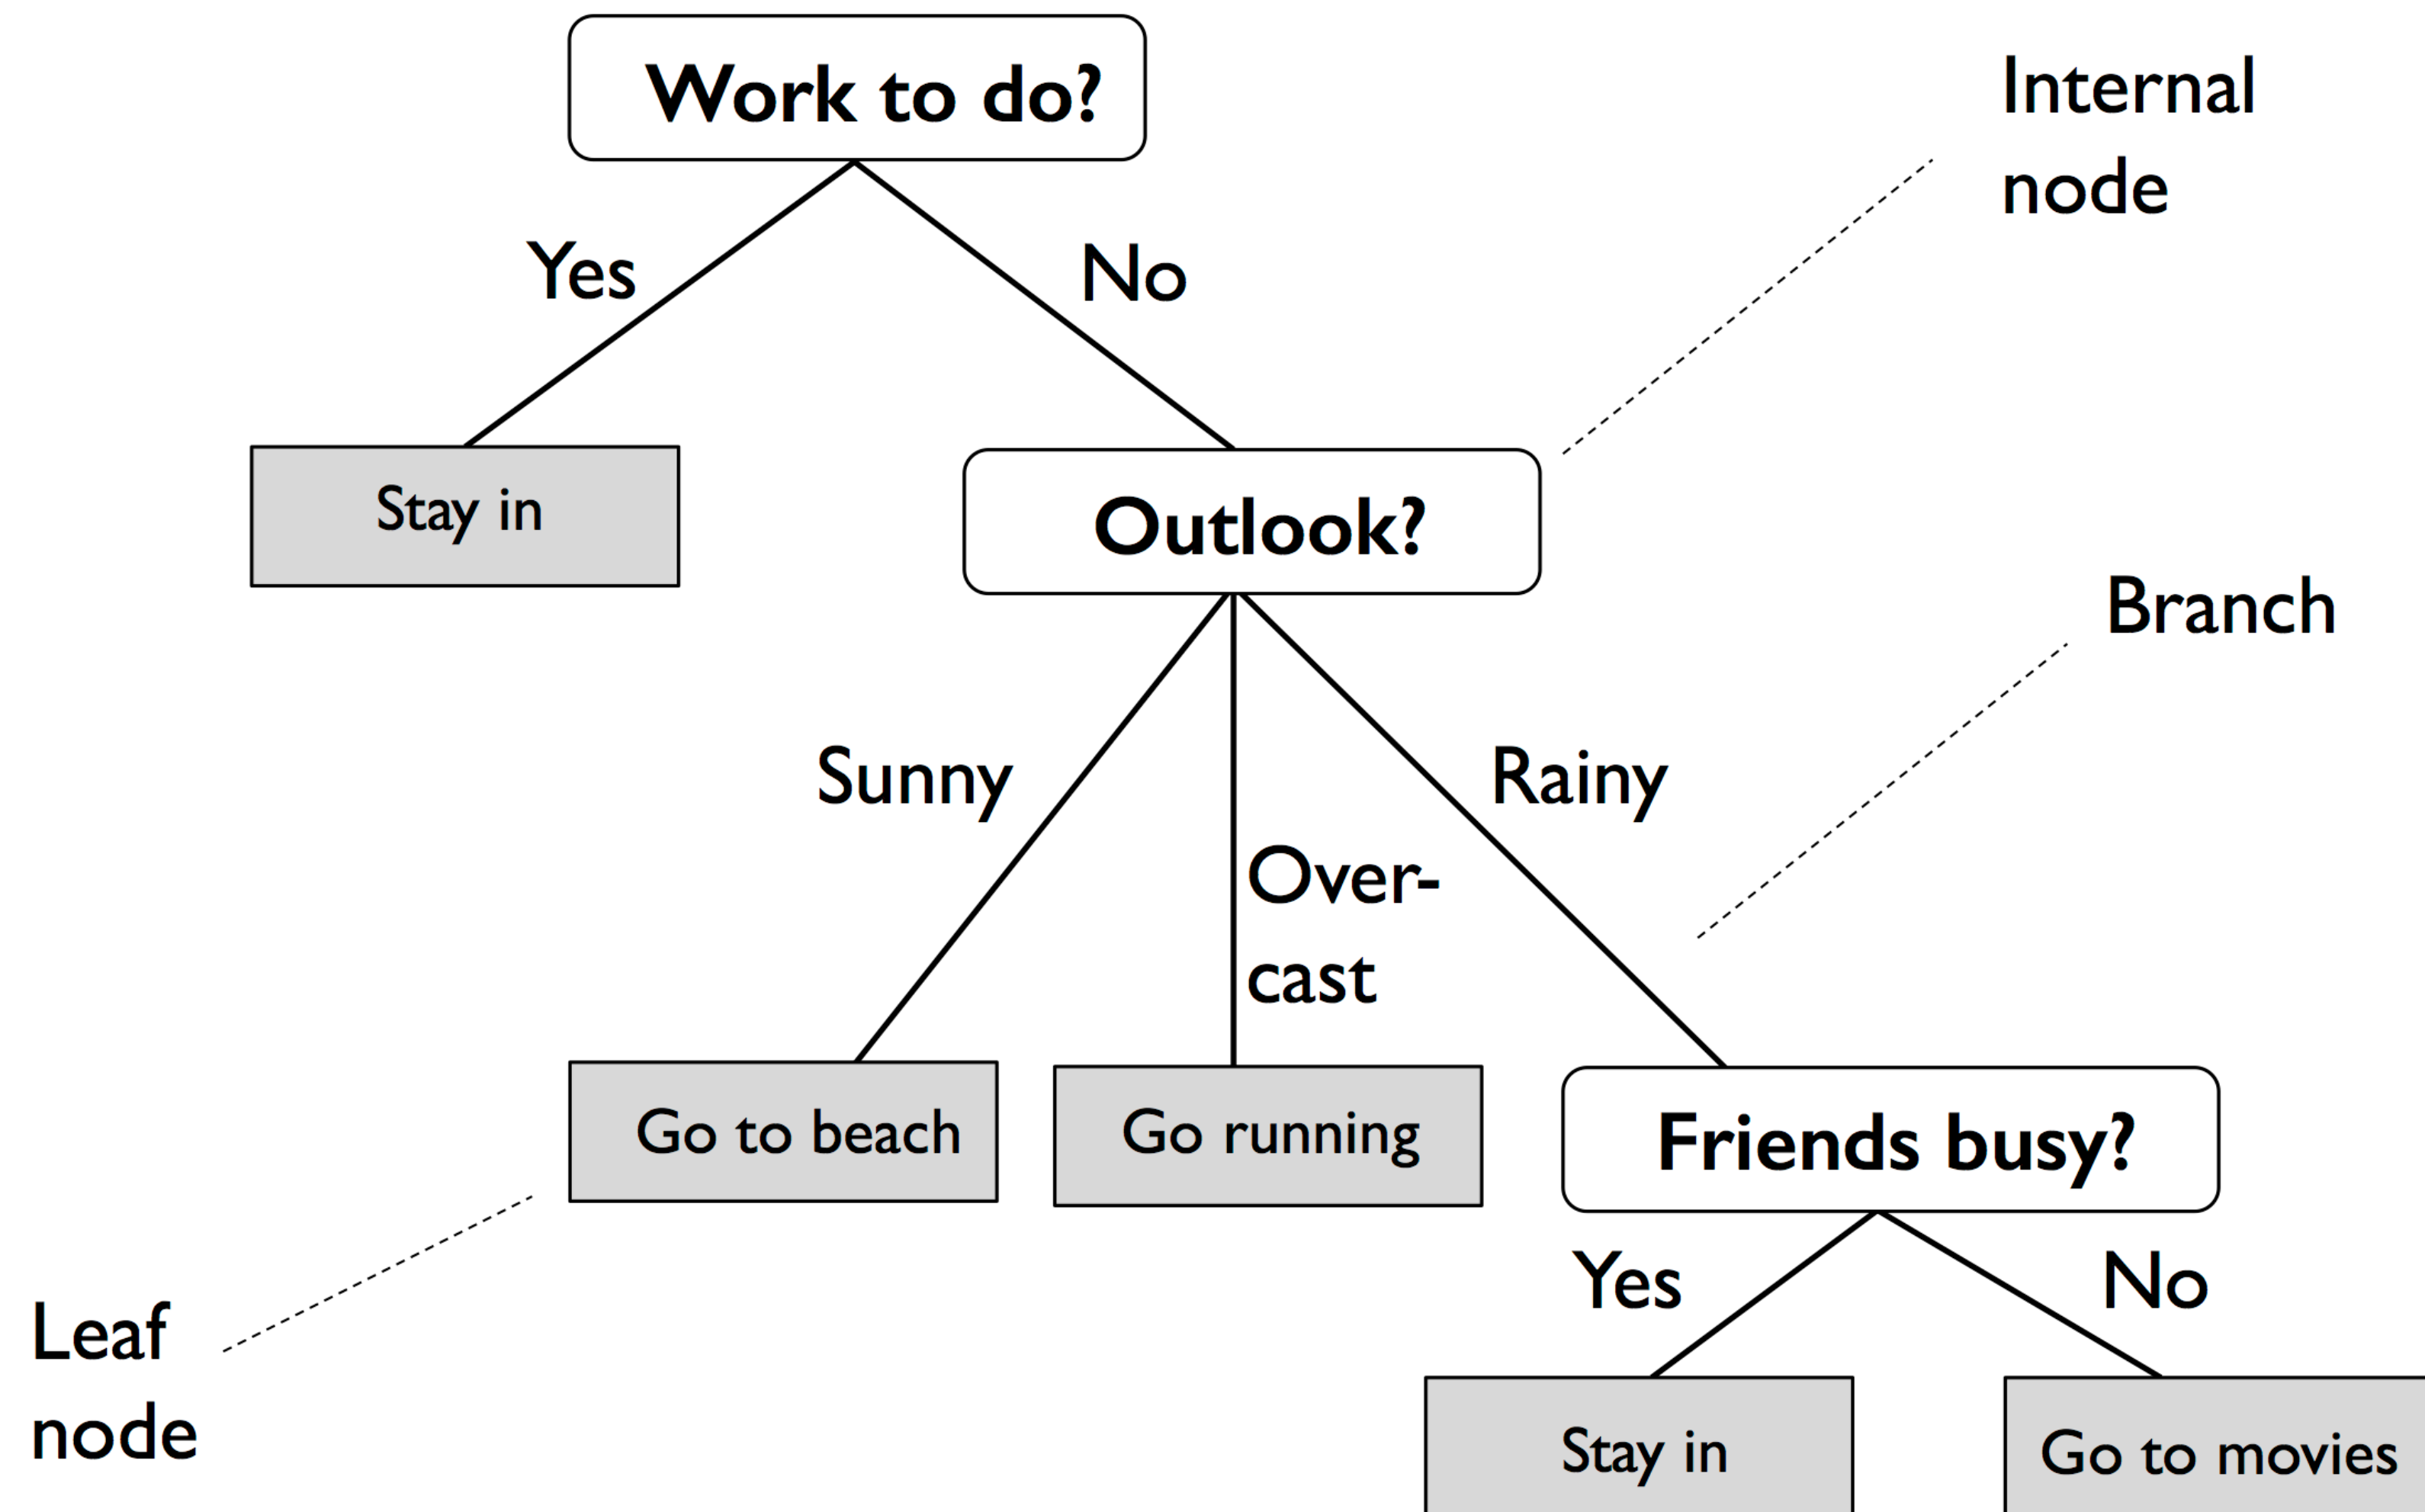 Work to do?
Internal
node
Yes
No
Stay in
Outlook?
Branch
Sunny
Rainy
Over-
cast
Go to beach
Go running
Friends busy?
Yes
No
Leaf
node
Stay in
Go to movies